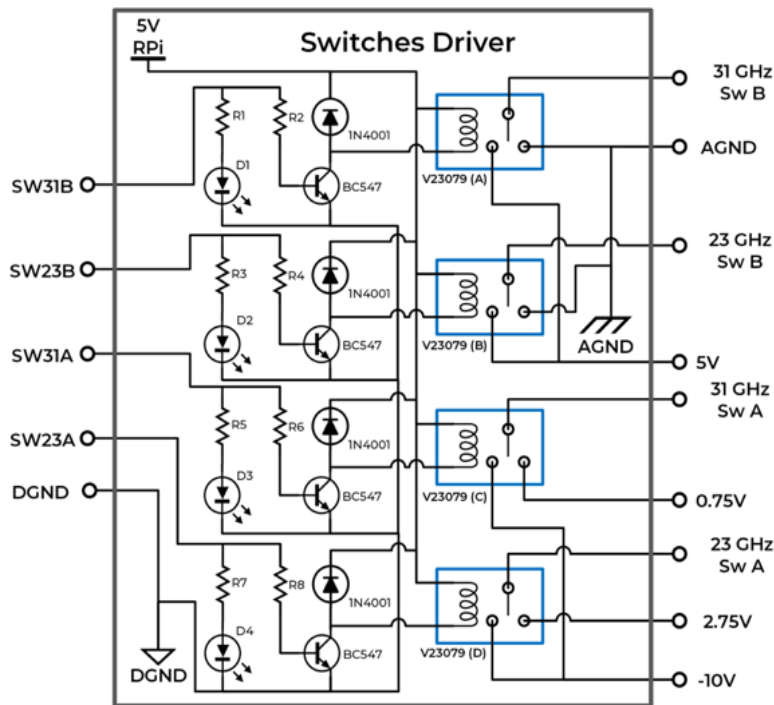 5V
RPi
Switches Driver
31 GHz
Sw B
R1
R2
1N4001
D1
BC547
V23079 (A)
AGND
SW31B
23 GHz
Sw B
SW23B
R3
R4
1N4001
D2
BC547
V23079 (B)
AGND
5V
SW31A
31 GHz
Sw A
R5
R6
1N4001
SW23A
D3
BC547
V23079 (C)
DGND
0.75V
23 GHz
Sw A
R7
R8
1N4001
2.75V
D4
BC547
V23079 (D)
DGND
-10V